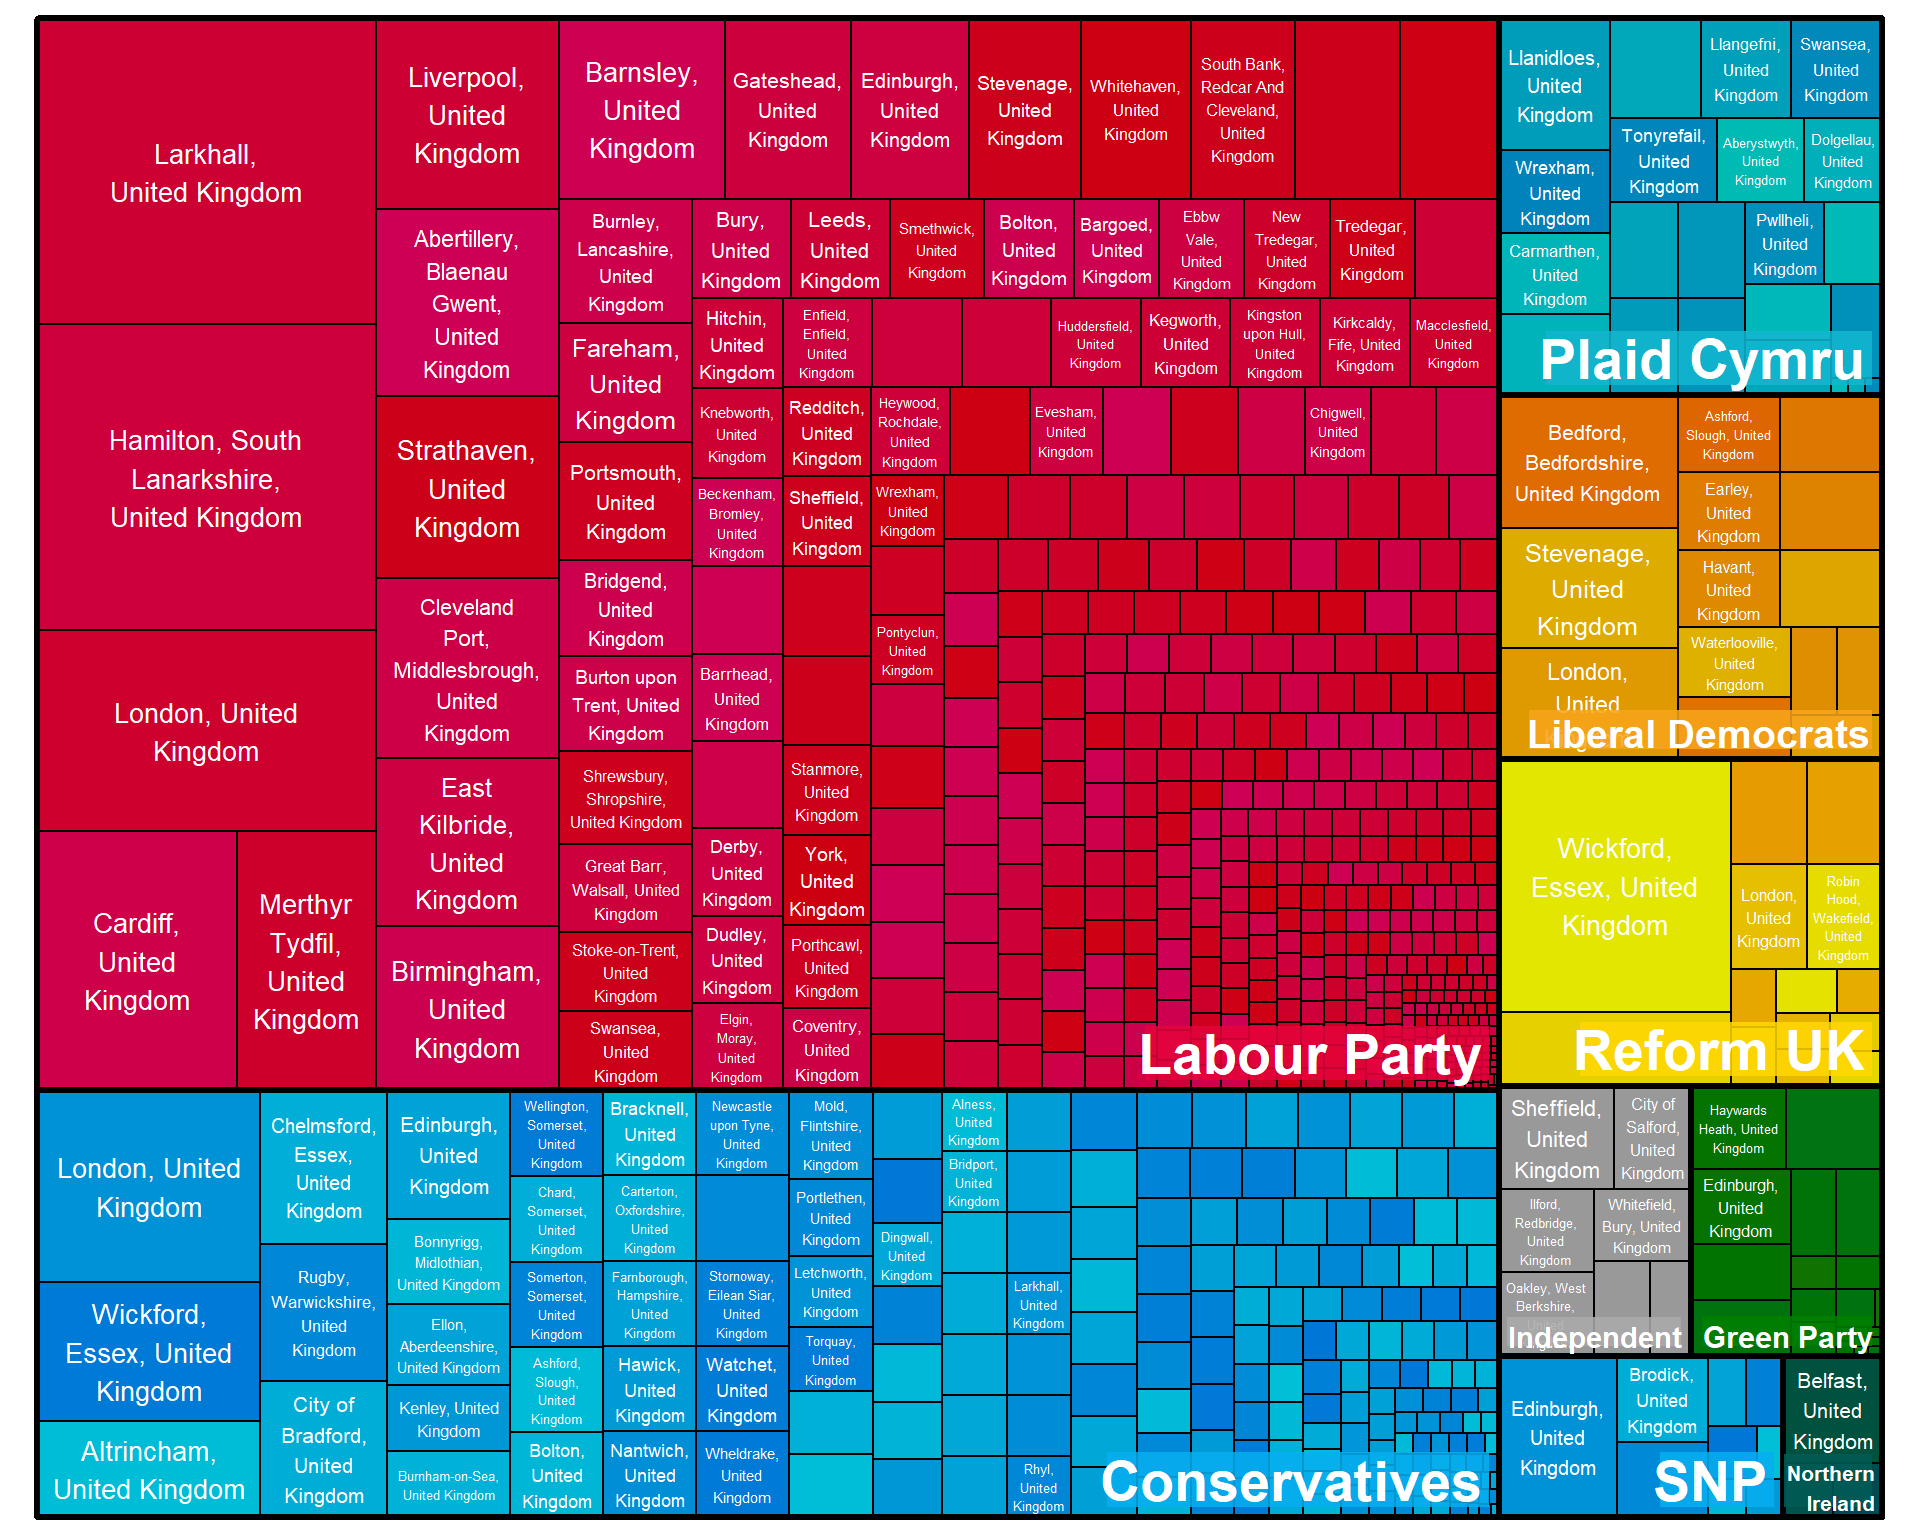 Larkhall,
United Kingdom
Hamilton, South
Lanarkshire,
United Kingdom
London, United
Kingdom
Cardiff,
United
Kingdom
Merthyr
Tydfil,
United
Kingdom
Liverpool,
United
Kingdom
Abertillery,
Blaenau
Gwent,
United
Kingdom
Strathaven,
United
Kingdom
Cleveland
Port,
Middlesbrough,
United
Kingdom
East
Kilbride,
United
Kingdom
Birmingham,
United
Kingdom
Barnsley,
United
Kingdom
Gateshead,
United
Kingdom
Edinburgh,
United
Kingdom
Stevenage,
United
Kingdom
Whitehaven,
United
Kingdom
South Bank,
Redcar And
Cleveland,
United
Kingdom
Burnley,
Lancashire,
United
Kingdom
Fareham,
United
Kingdom
Portsmouth,
United
Kingdom
Bridgend,
United
Kingdom
Burton upon
Trent, United
Kingdom
Shrewsbury,
Shropshire,
United Kingdom
Great Barr,
Walsall, United
Kingdom
Stoke-on-Trent,
United
Kingdom
Swansea,
United
Kingdom
Bury,
United
Kingdom
Leeds,
United
Kingdom
Smethwick,
United
Kingdom
Bolton,
United
Kingdom
Bargoed,
United
Kingdom
Ebbw
Vale,
United
Kingdom
New
Tredegar,
United
Kingdom
Tredegar,
United
Kingdom
Hitchin,
United
Kingdom
Knebworth,
United
Kingdom
Beckenham,
Bromley,
United
Kingdom
Barrhead,
United
Kingdom
Derby,
United
Kingdom
Dudley,
United
Kingdom
Elgin,
Moray,
United
Kingdom
Enfield,
Enfield,
United
Kingdom
Redditch,
United
Kingdom
Sheffield,
United
Kingdom
Stanmore,
United
Kingdom
York,
United
Kingdom
Porthcawl,
United
Kingdom
Coventry,
United
Kingdom
Huddersfield,
United
Kingdom
Kegworth,
United
Kingdom
Kingston
upon Hull,
United
Kingdom
Kirkcaldy,
Fife, United
Kingdom
Macclesfield,
United
Kingdom
Heywood,
Rochdale,
United
Kingdom
Evesham,
United
Kingdom
Chigwell,
United
Kingdom
Wrexham,
United
Kingdom
Pontyclun,
United
Kingdom
Labour Party
London, United
Kingdom
Wickford,
Essex, United
Kingdom
Altrincham,
United Kingdom
Chelmsford,
Essex,
United
Kingdom
Rugby,
Warwickshire,
United
Kingdom
City of
Bradford,
United
Kingdom
Edinburgh,
United
Kingdom
Bonnyrigg,
Midlothian,
United Kingdom
Ellon,
Aberdeenshire,
United Kingdom
Kenley, United
Kingdom
Burnham-on-Sea,
United Kingdom
Wellington,
Somerset,
United
Kingdom
Chard,
Somerset,
United
Kingdom
Somerton,
Somerset,
United
Kingdom
Ashford,
Slough,
United
Kingdom
Bolton,
United
Kingdom
Bracknell,
United
Kingdom
Carterton,
Oxfordshire,
United
Kingdom
Farnborough,
Hampshire,
United
Kingdom
Hawick,
United
Kingdom
Nantwich,
United
Kingdom
Newcastle
upon Tyne,
United
Kingdom
Stornoway,
Eilean Siar,
United
Kingdom
Watchet,
United
Kingdom
Wheldrake,
United
Kingdom
Mold,
Flintshire,
United
Kingdom
Portlethen,
United
Kingdom
Letchworth,
United
Kingdom
Torquay,
United
Kingdom
Dingwall,
United
Kingdom
Alness,
United
Kingdom
Bridport,
United
Kingdom
Larkhall,
United
Kingdom
Rhyl,
United
Kingdom
Conservatives
Llanidloes,
United
Kingdom
Wrexham,
United
Kingdom
Carmarthen,
United
Kingdom
Llangefni,
United
Kingdom
Swansea,
United
Kingdom
Tonyrefail,
United
Kingdom
Aberystwyth,
United
Kingdom
Dolgellau,
United
Kingdom
Pwllheli,
United
Kingdom
Plaid Cymru
Bedford,
Bedfordshire,
United Kingdom
Stevenage,
United
Kingdom
London,
United
Ashford,
Slough, United
Kingdom
Earley,
United
Kingdom
Havant,
United
Kingdom
Waterlooville,
United
Kingdom
Liberal Democrats
Wickford,
Essex, United
Kingdom
London,
United
Kingdom
Robin
Hood,
Wakefield,
United
Kingdom
Reform UK
Sheffield,
United
Kingdom
City of
Salford,
United
Kingdom
Ilford,
Redbridge,
United
Kingdom
Whitefield,
Bury, United
Kingdom
Oakley, West
Berkshire,
Independent
Haywards
Heath, United
Kingdom
Edinburgh,
United
Kingdom
Green Party
Edinburgh,
United
Kingdom
Brodick,
United
Kingdom
SNP
Belfast,
United
Kingdom
Northern
Ireland